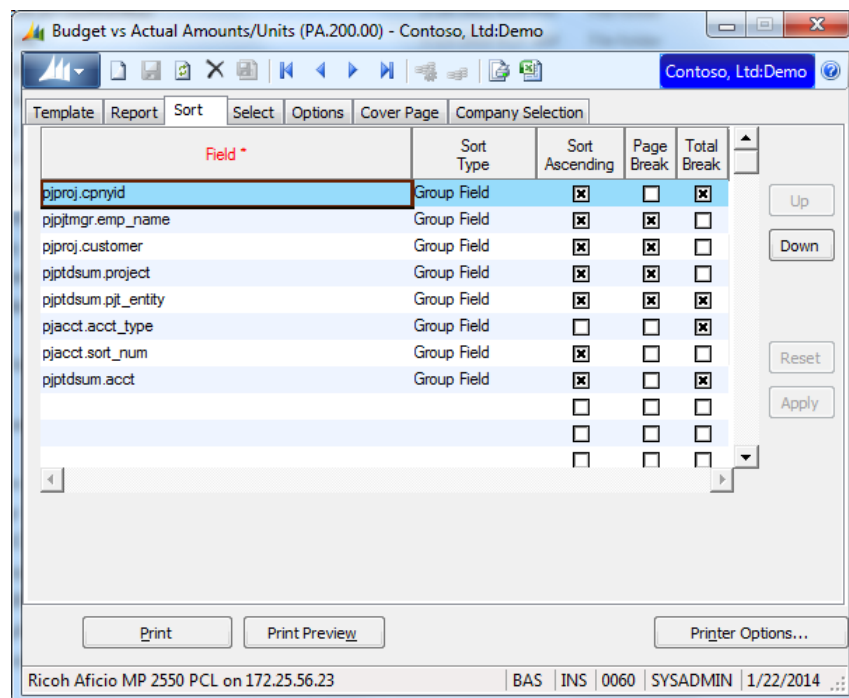 Budget vs Actual Amounts/Units (PA.200.00) - Contoso, Ltd:Demo
Contoso, Ltd:Demo
Template Report Sort Select Options Cover Page Company Selection
Field * Sort Type Sort Ascending Page Break Total Break
pjproj.cpnyid Group Field
Up
pjpjtmgr.emp_name Group Field
pjproj.customer Group Field
Down
pjptdsum.project Group Field
pjptdsum.pjt_entity Group Field
pjacct.acct_type Group Field
pjacct.sort_num Group Field
Reset
pjptdsum.acct Group Field
Apply
Print Print Preview Printer Options...
Ricoh Aficio MP 2550 PCL on 172.25.56.23 BAS INS 0060 SYSADMIN 1/22/2014